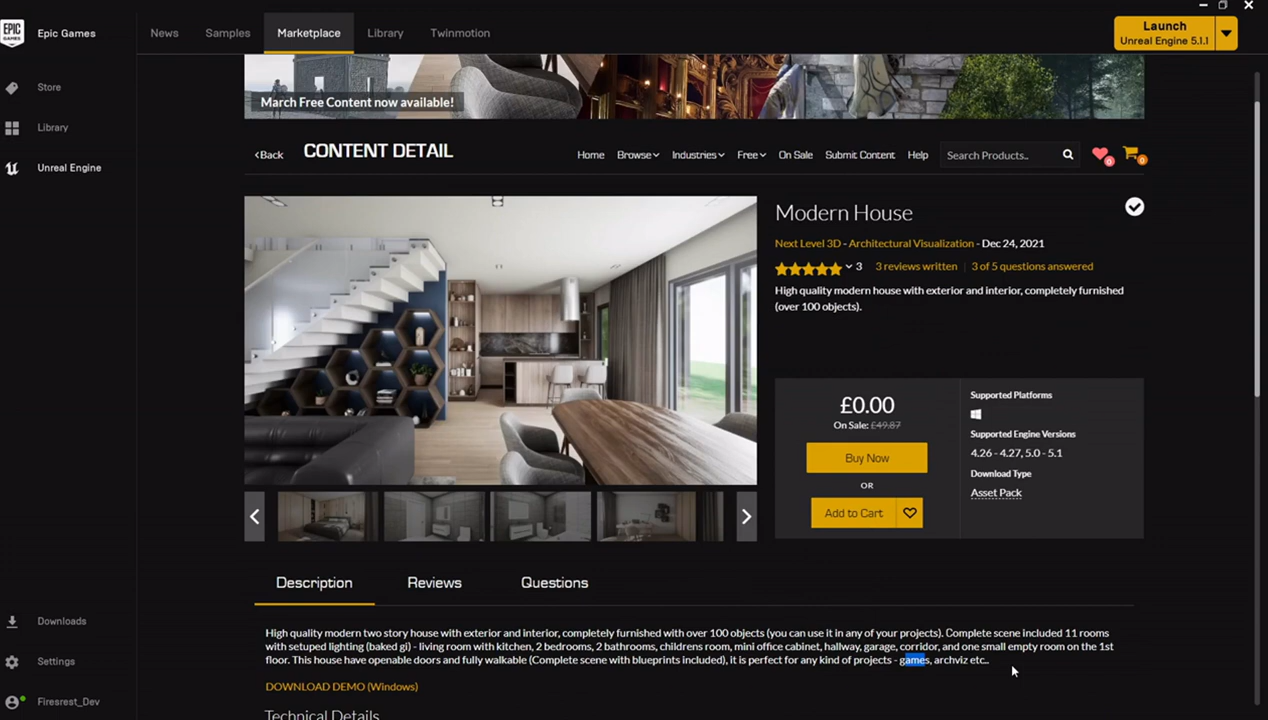 EPIC GAMES
Epic Games
News
Samples
Marketplace
Library
Twinmotion
Launch
Unreal Engine 5.1.1
Store
Library
Unreal Engine
March Free Content now available!
‹Back
CONTENT DETAIL
Home
Browse
Industries
Free
On Sale
Submit Content
Help
Search Products..
0
0
Modern House
Next Level 3D - Architectural Visualization - Dec 24, 2021
3
3 reviews written
3 of 5 questions answered
High quality modern house with exterior and interior, completely furnished
(over 100 objects).
£0.00
On Sale: £49.87
Buy Now
OR
Add to Cart
Supported Platforms
Supported Engine Versions
4.26 - 4.27, 5.0 - 5.1
Download Type
Asset Pack
Description
Reviews
Questions
High quality modern two story house with exterior and interior, completely furnished with over 100 objects (you can use it in any of your projects). Complete scene included 11 rooms
with setuped lighting (baked gi) - living room with kitchen, 2 bedrooms, 2 bathrooms, childrens room, mini office cabinet, hallway, garage, corridor, and one small empty room on the 1st
floor. This house have openable doors and fully walkable (Complete scene with blueprints included), it is perfect for any kind of projects - games, archviz etc..
DOWNLOAD DEMO (Windows)
Technical Details
Downloads
Settings
Firesrest_Dev